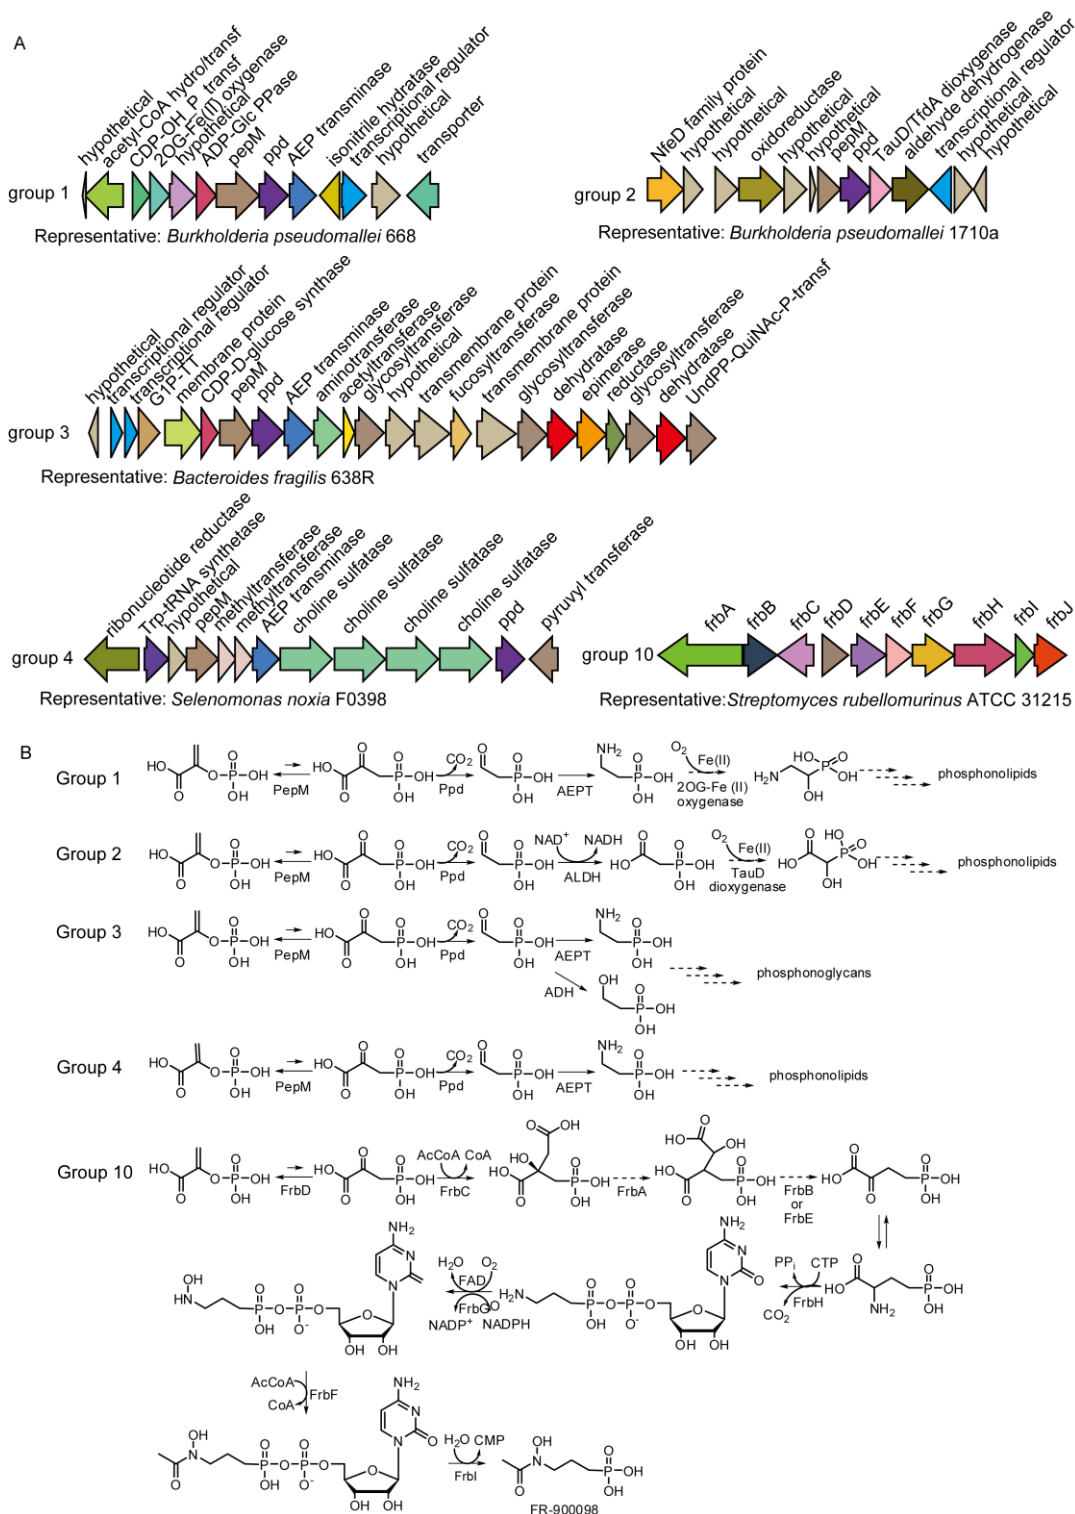 A
hypothetical
acetyl-CoA hydro/transf
CDP-OH_P_transf
2OG-Fe(II) oxygenase
hypothetical
ADP-Glc PPase
pepM
ppd
AEP transminase
isonitrile hydratase
transcriptional regulator
hypothetical
transporter
group 1
Representative: Burkholderia pseudomallei 668
NfeD family protein
hypothetical
hypothetical
oxidoreductase
hypothetical
hypothetical
pepM
ppd
TauD/TfdA dioxygenase
aldehyde dehydrogenase
transcriptional regulator
hypothetical
hypothetical
group 2
Representative: Burkholderia pseudomallei 1710a
hypothetical
transcriptional regulator
transcriptional regulator
G1P-TT
membrane protein
CDP-D-glucose synthase
pepM
ppd
AEP transminase
aminotransferase
acetyltransferase
glycosyltransferase
hypothetical
transmembrane protein
fucosyltransferase
transmembrane protein
glycosyltransferase
dehydratase
epimerase
reductase
glycosyltransferase
dehydratase
UndPP-QuiNAc-P-transf
group 3
Representative: Bacteroides fragilis 638R
ribonucleotide reductase
Trp-tRNA synthetase
hypothetical
pepM
methyltransferase
methyltransferase
AEP transminase
choline sulfatase
choline sulfatase
choline sulfatase
choline sulfatase
ppd
pyruvyl transferase
group 4
Representative: Selenomonas noxia F0398
frbA
frbB
frbC
frbD
frbE
frbF
frbG
frbH
frbI
frbJ
group 10
Representative:Streptomyces rubellomurinus ATCC 31215
B
Group 1
PepM
CO2
Ppd
AEPT
NH2
O2
Fe(II)
2OG-Fe (II)
oxygenase
H2N
phosphonolipids
Group 2
PepM
CO2
Ppd
NAD+
NADH
ALDH
O2
Fe(II)
TauD
dioxygenase
phosphonolipids
Group 3
PepM
CO2
Ppd
AEPT
NH2
ADH
OH
phosphonoglycans
Group 4
PepM
CO2
Ppd
AEPT
NH2
phosphonolipids
Group 10
FrbD
AcCoA CoA
FrbC
FrbA
FrbB
or
FrbE
PPi
CTP
CO2
FrbH
NH2
H2O
O2
FAD
FrbG
NADP+
NADPH
AcCoA
CoA
FrbF
H2O CMP
FrbI
FR-900098